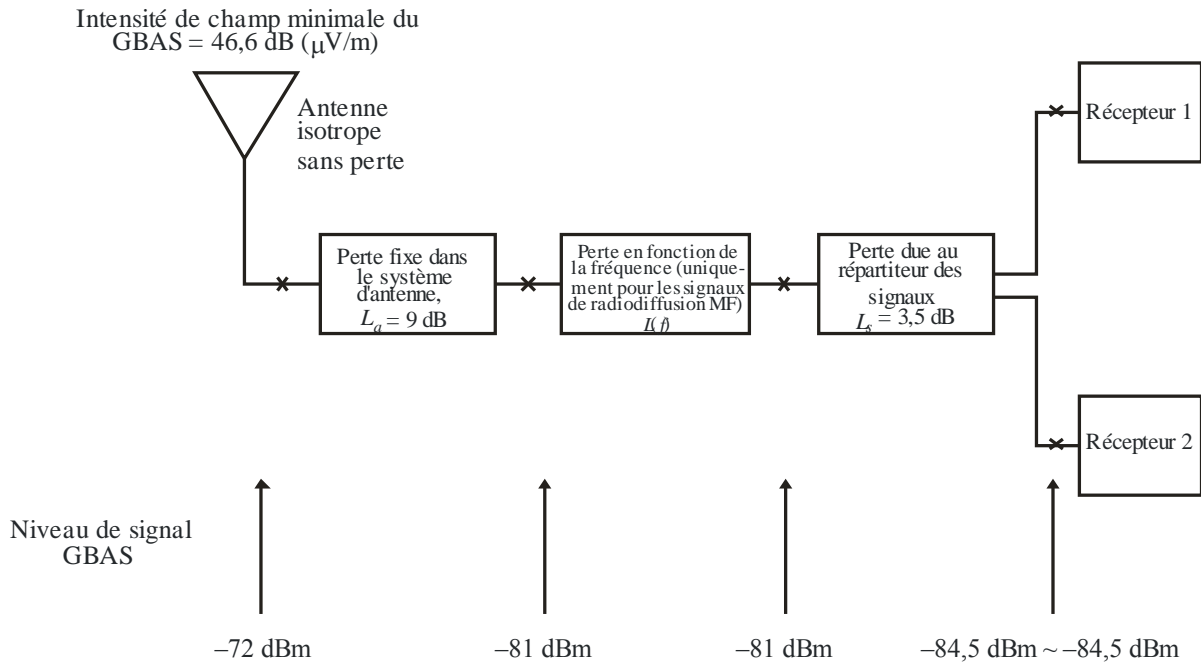 Intensité de champ minimale du
GBAS = 46,6 dB (µV/m)
Antenne
isotrope
sans perte
Récepteur 1
Perte fixe dans
le système
d'antenne,
La = 9 dB
Perte en fonction de
la fréquence (unique-
ment pour les signaux
de radiodiffusion MF)
L(f)
Perte due au
répartiteur des
signaux
Ls = 3,5 dB
Récepteur 2
Niveau de signal
GBAS
–72 dBm
–81 dBm
–81 dBm
–84,5 dBm ~ –84,5 dBm